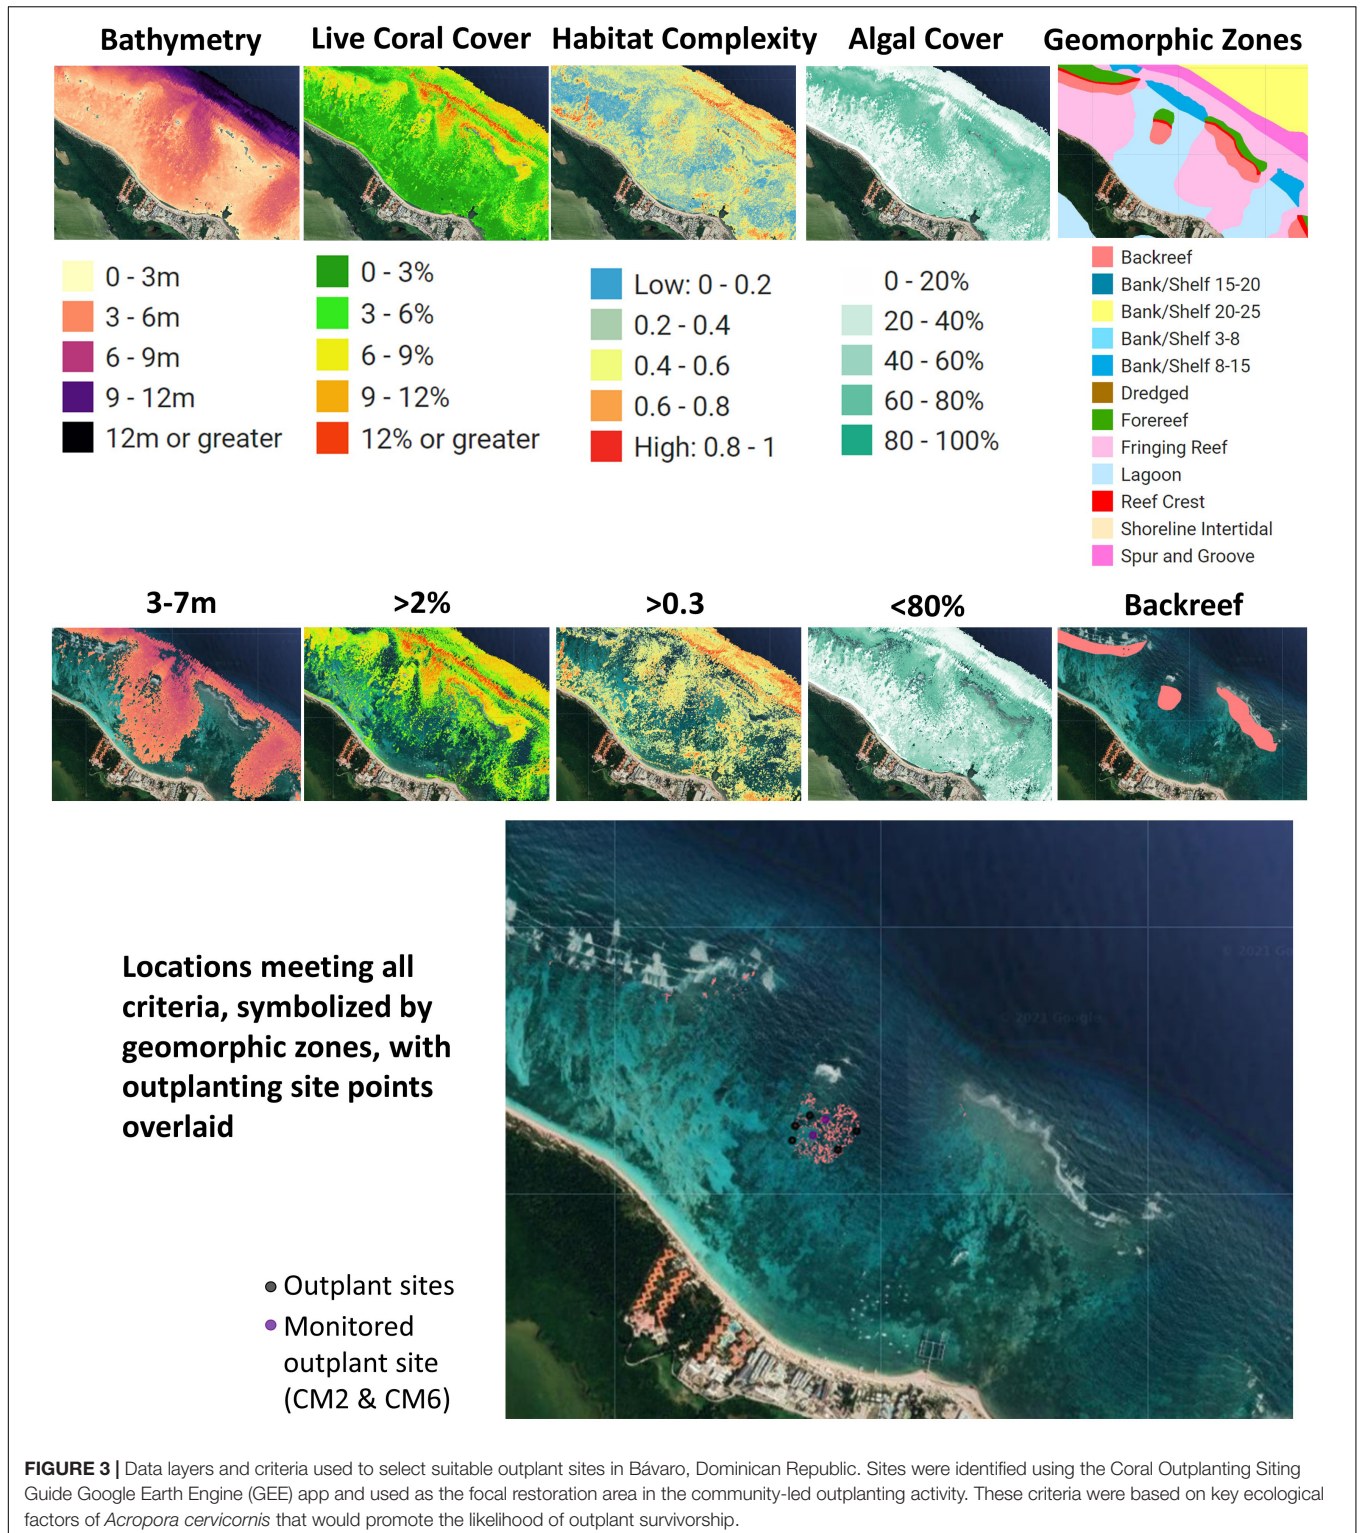 Bathymetry
Live Coral Cover
Habitat Complexity
Algal Cover
Geomorphic Zones
0 - 3m
3 - 6m
6 - 9m
9 - 12m
12m or greater
0 - 3%
3 - 6%
6 - 9%
9 - 12%
12% or greater
Low: 0 - 0.2
0.2 - 0.4
0.4 - 0.6
0.6 - 0.8
High: 0.8 - 1
0 - 20%
20 - 40%
40 - 60%
60 - 80%
80 - 100%
Backreef
Bank/Shelf 15-20
Bank/Shelf 20-25
Bank/Shelf 3-8
Bank/Shelf 8-15
Dredged
Forereef
Fringing Reef
Lagoon
Reef Crest
Shoreline Intertidal
Spur and Groove
3-7m
>2%
>0.3
<80%
Backreef
Locations meeting all
criteria, symbolized by
geomorphic zones, with
outplanting site points
overlaid
© 2021 Go
© 2021 Google
Outplant sites
Monitored
outplant site
(CM2 & CM6)
FIGURE 3 | Data layers and criteria used to select suitable outplant sites in Bávaro, Dominican Republic. Sites were identified using the Coral Outplanting Siting
Guide Google Earth Engine (GEE) app and used as the focal restoration area in the community-led outplanting activity. These criteria were based on key ecological
factors of Acropora cervicornis that would promote the likelihood of outplant survivorship.